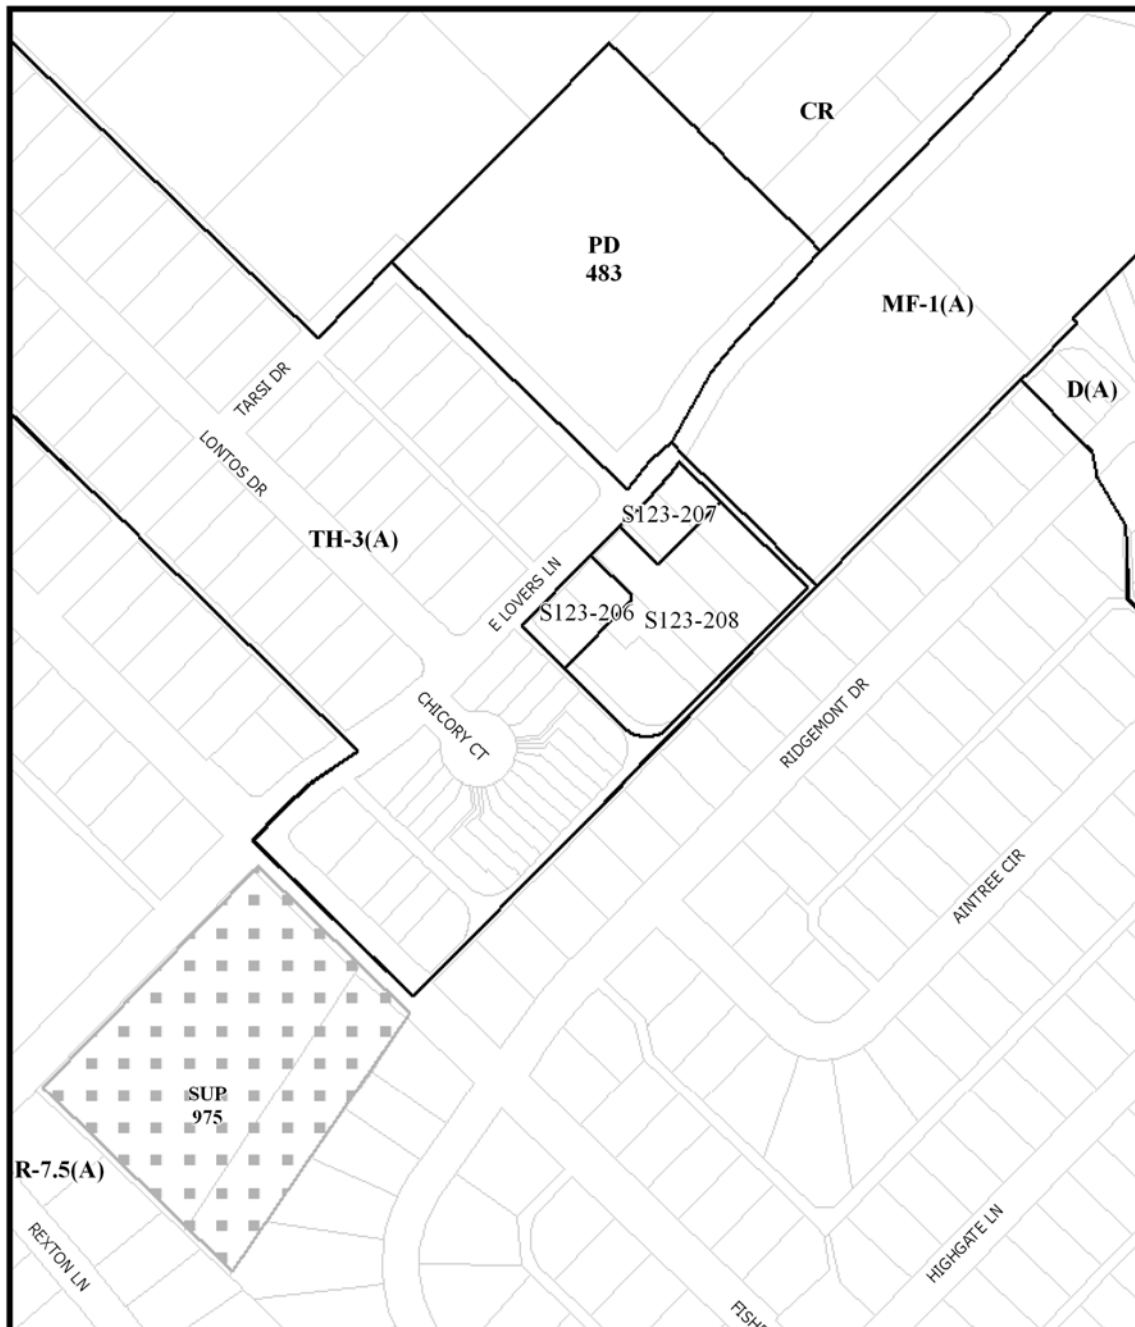 CR
PD
483
MF-1(A)
D(A)
TARSI DR
LONTOS DR
S123-207
TH-3(A)
E LOVERS LN
S123-206
S123-208
CHICORY CT
RIDGEMONT DR
AINTREE CIR
SUP
975
R-7.5(A)
REXTON LN
HIGHGATE LN